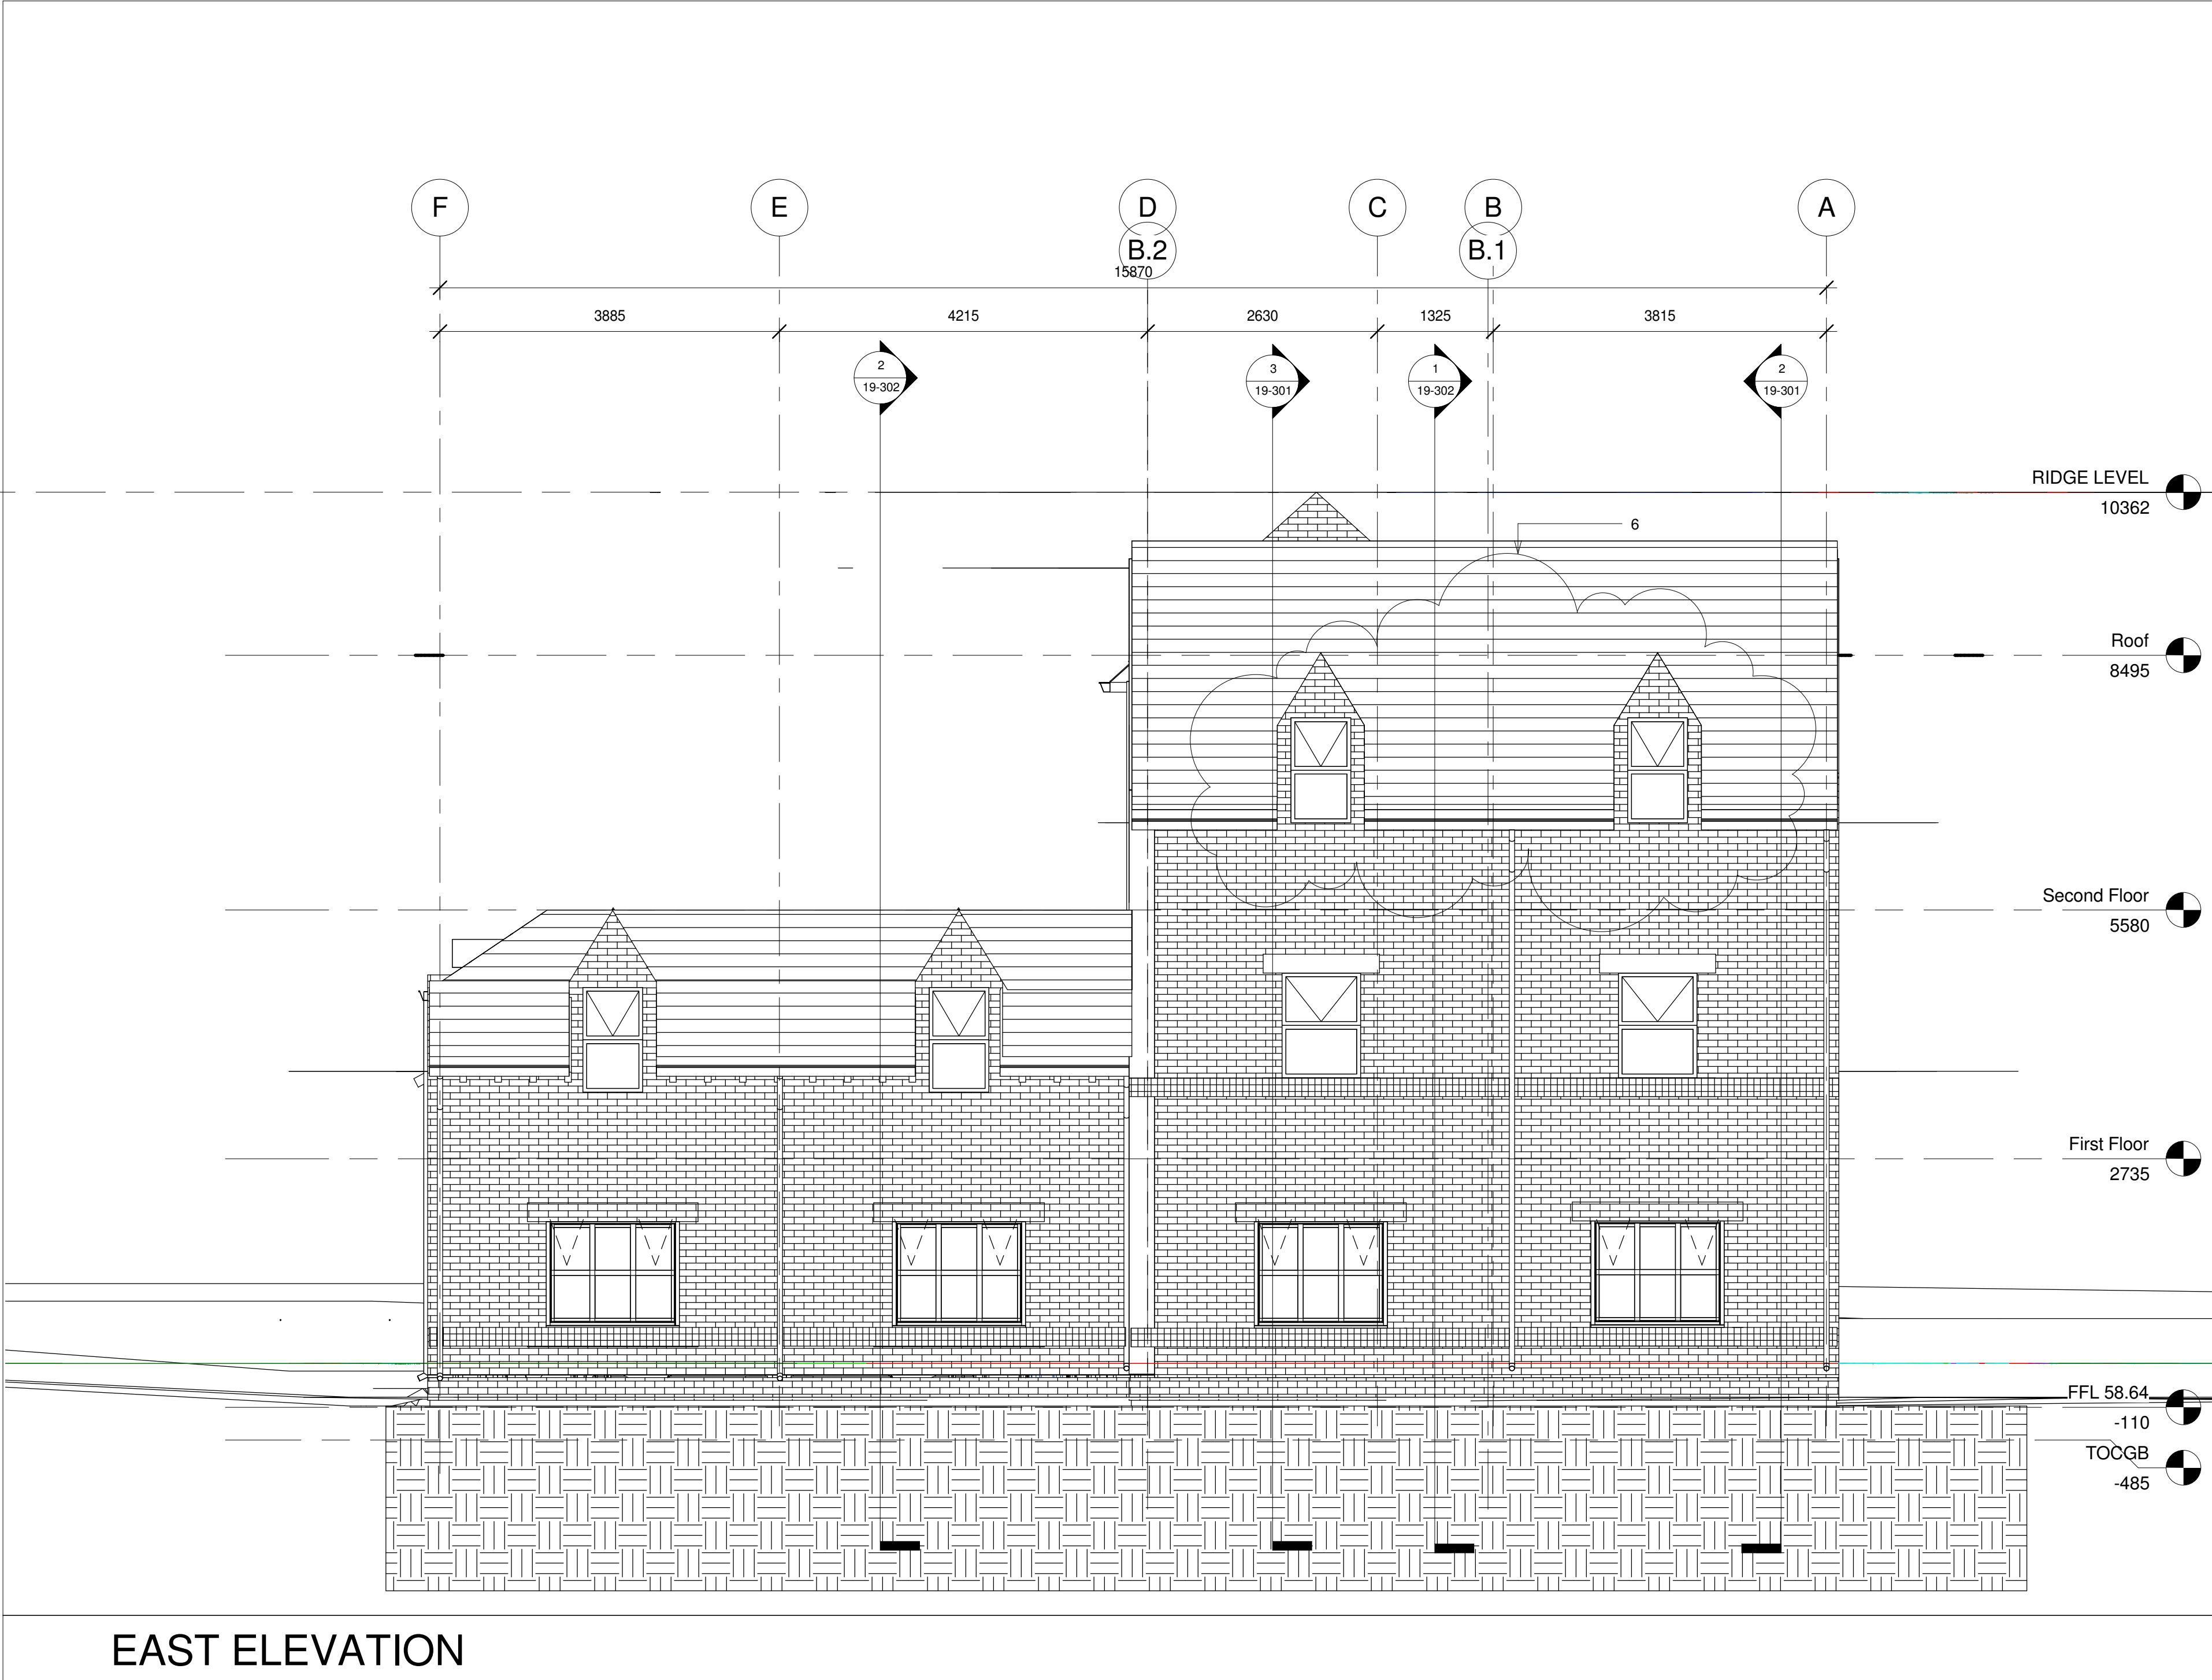 F
E
D
C
B
A
B.2
B.1
15870
3885
4215
2630
1325
3815
2
19-302
3
19-301
1
19-302
2
19-301
RIDGE LEVEL
10362
6
Roof
8495
Second Floor
5580
First Floor
2735
FFL 58.64
-110
TOCGB
-485
EAST ELEVATION